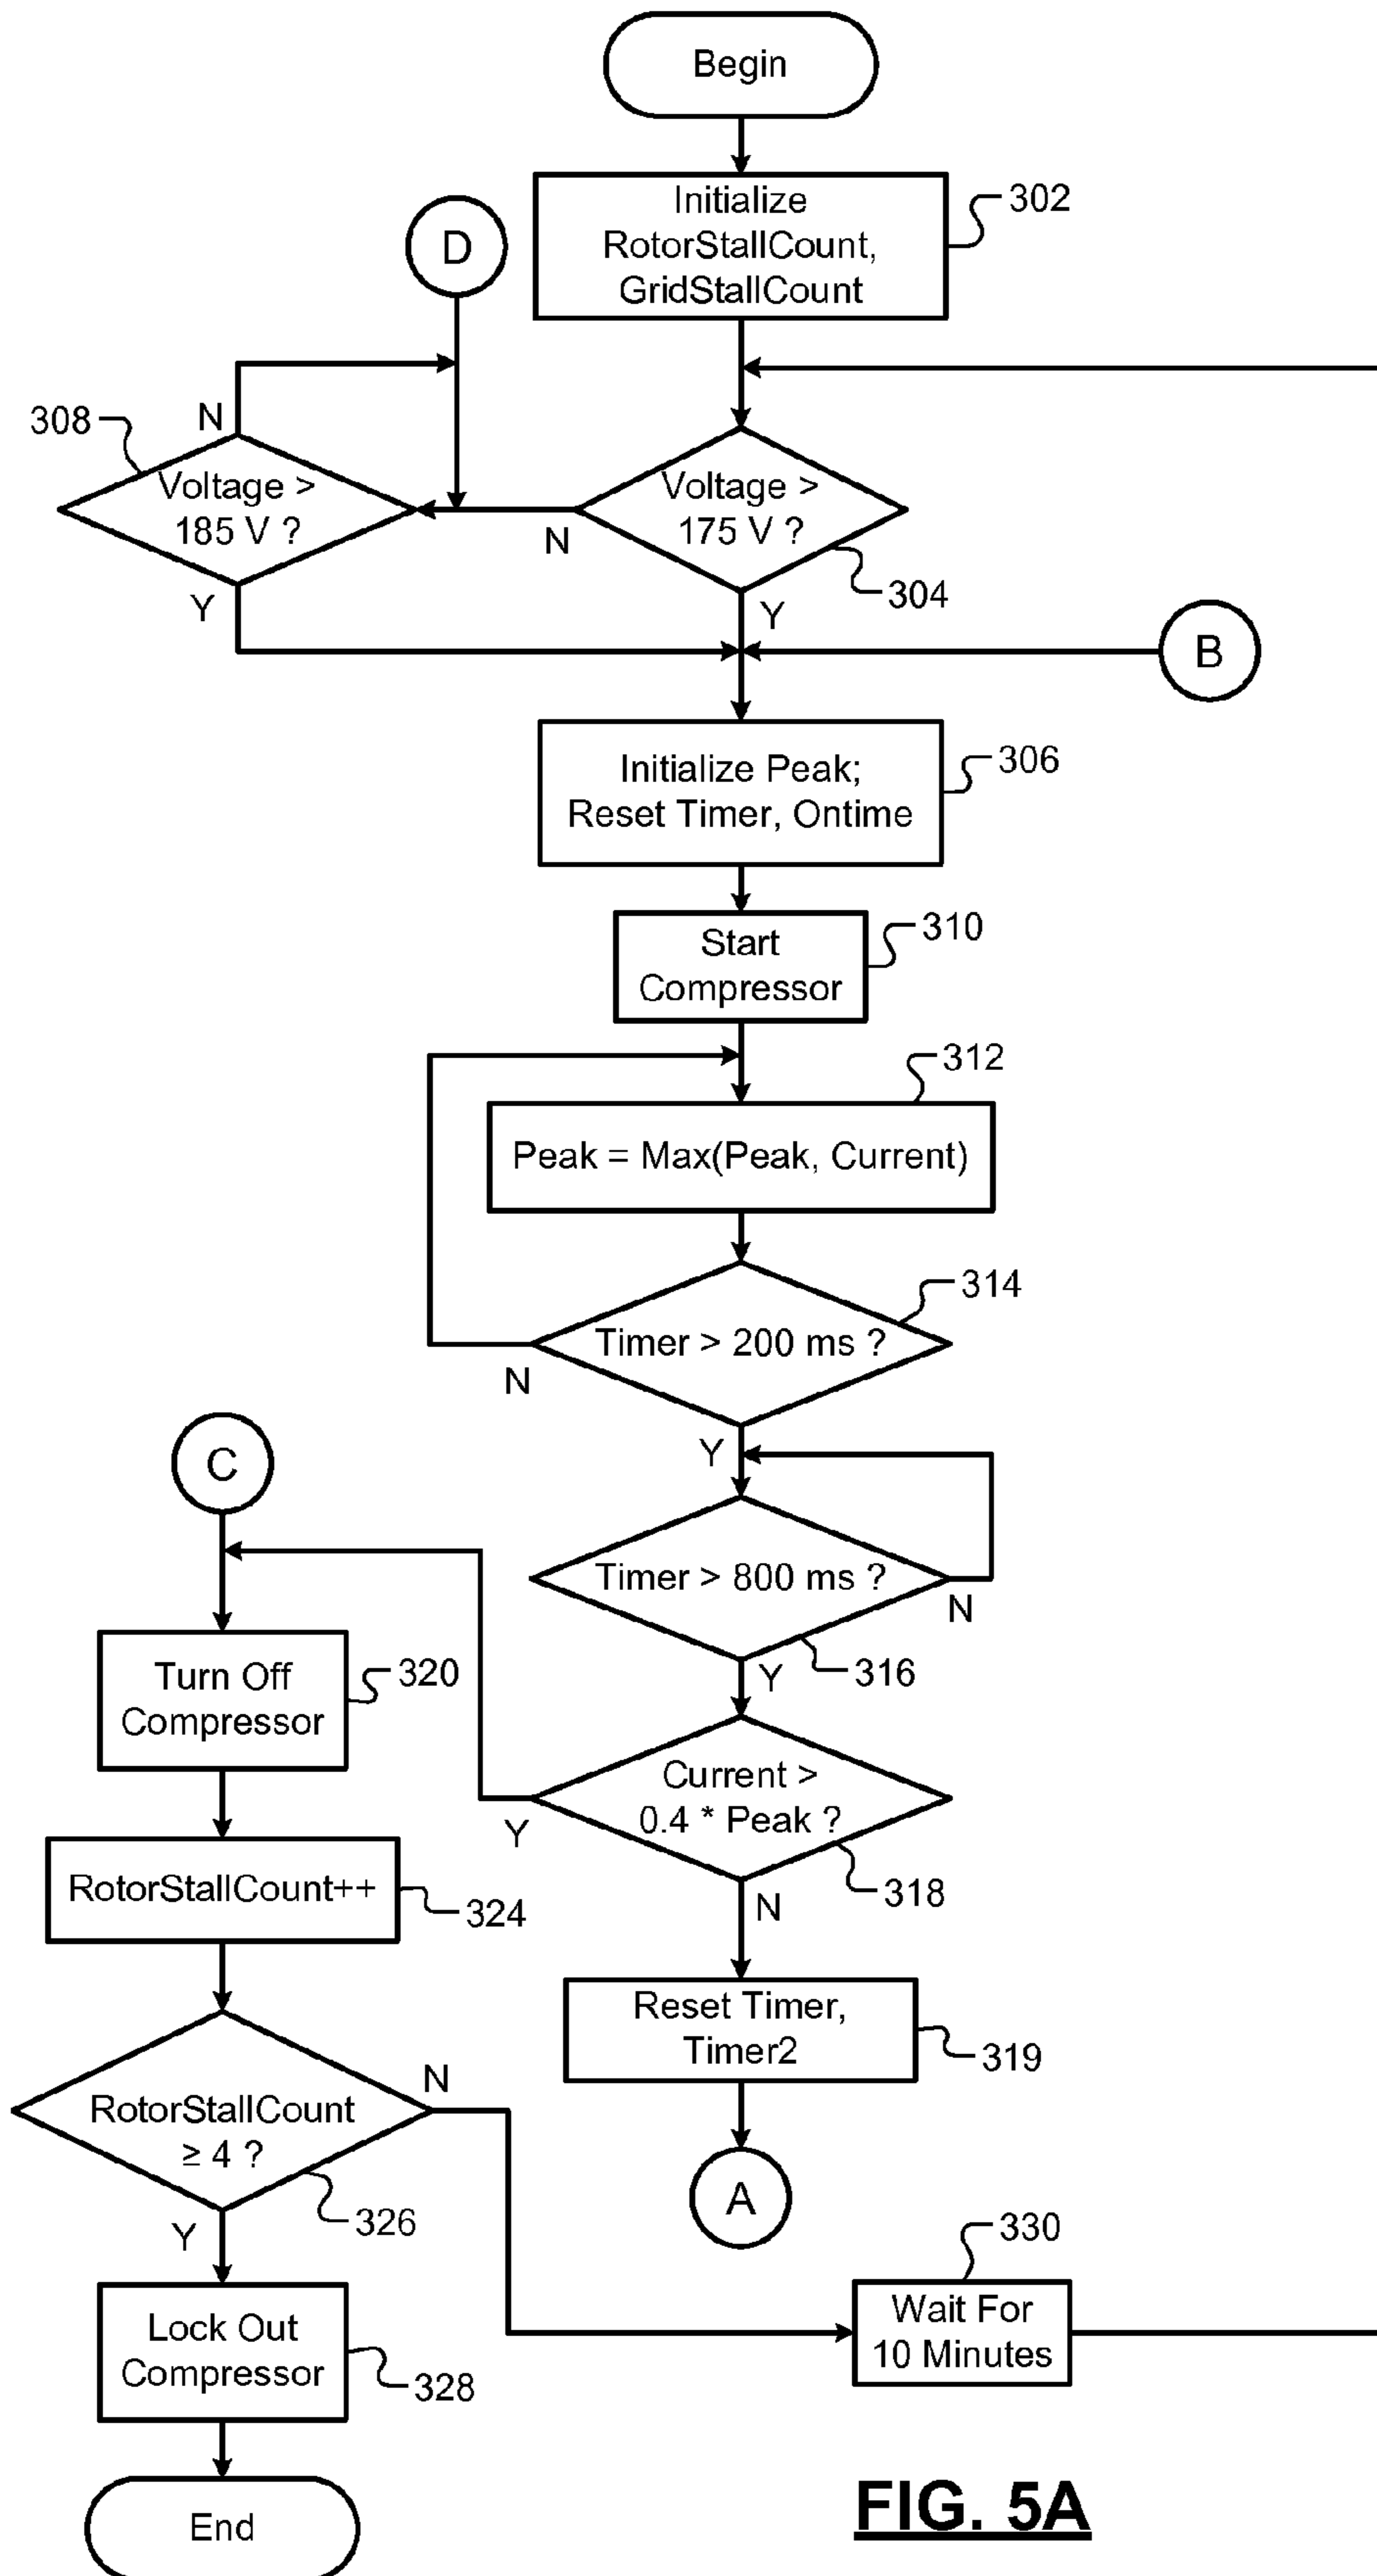 Begin
Initialize
RotorStallCount,
GridStallCount
302
D
308
N
Voltage >
185 V ?
Y
Voltage >
175 V ?
N
304
Y
B
Initialize Peak;
Reset Timer, Ontime
306
Start
Compressor
310
312
Peak = Max(Peak, Current)
314
Timer > 200 ms ?
N
Y
C
Timer > 800 ms ?
N
316
Y
Turn Off
Compressor
320
Current >
0.4 * Peak ?
Y
318
N
RotorStallCount++
324
Reset Timer,
Timer2
319
RotorStallCount
≥ 4 ?
N
326
Y
A
330
Wait For
10 Minutes
Lock Out
Compressor
328
End
FIG. 5A